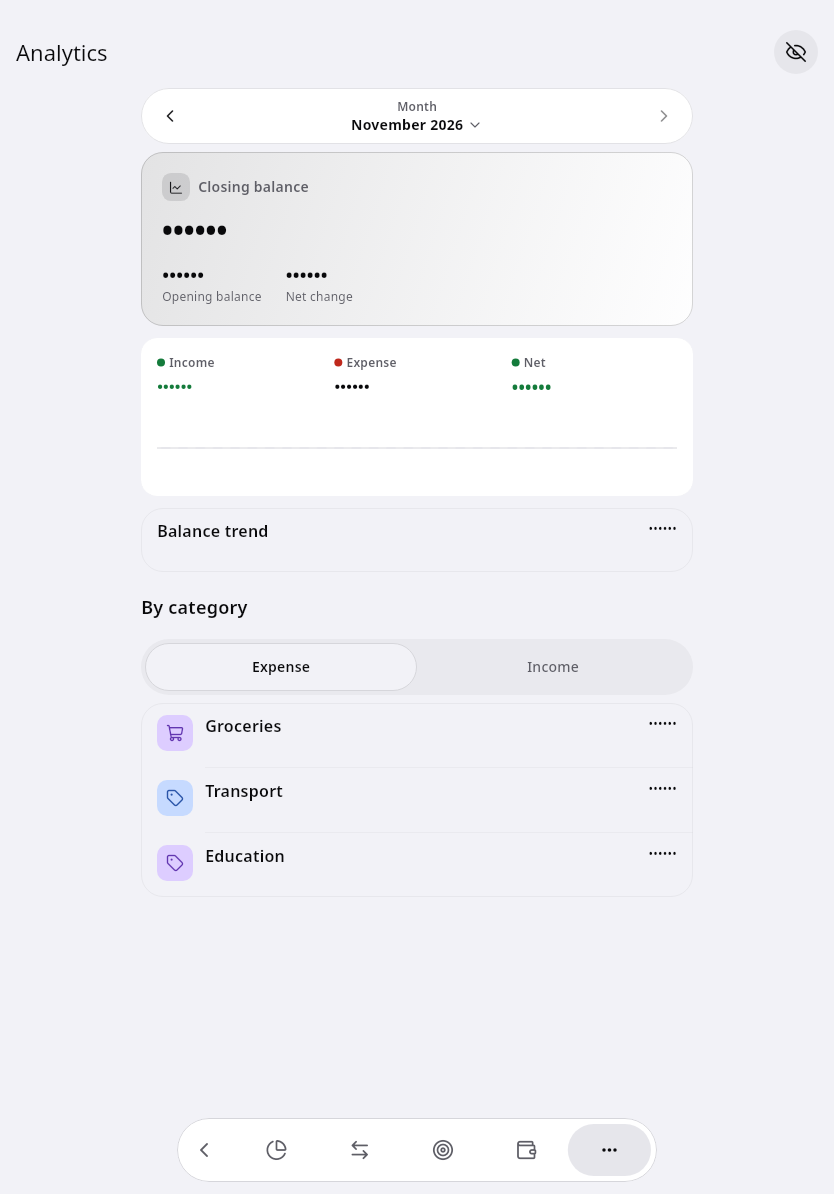 Analytics
Month
November 2026
Closing balance
••••••
•••••• ••••••
Opening balance Net change
Income Expense Net
•••••• •••••• ••••••
Balance trend ••••••
By category
Expense Income
Groceries ••••••
Transport ••••••
Education ••••••